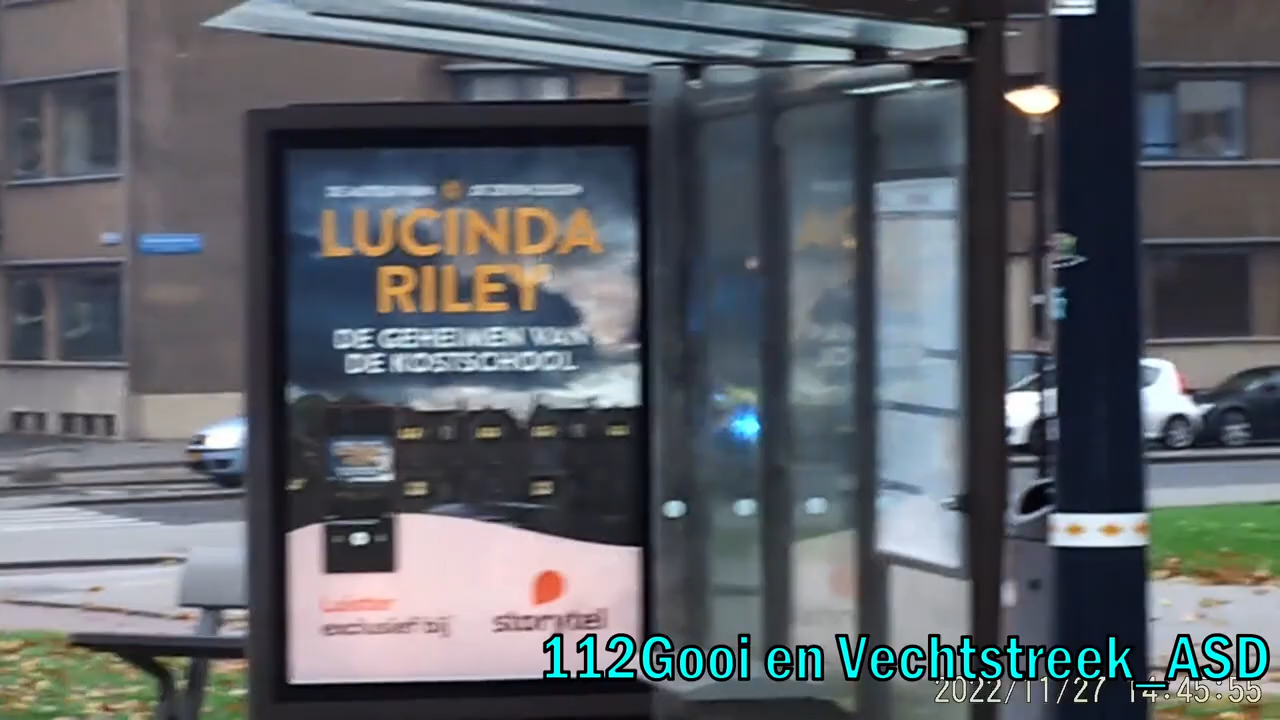 LUCINDA
RILEY
DE GEHEIMEN VAN
DE KOSTSCHOOL
Luister
exclusief bij
storytel
112Gooi en Vechtstreek_ASD
2022/11/27 14:45:55